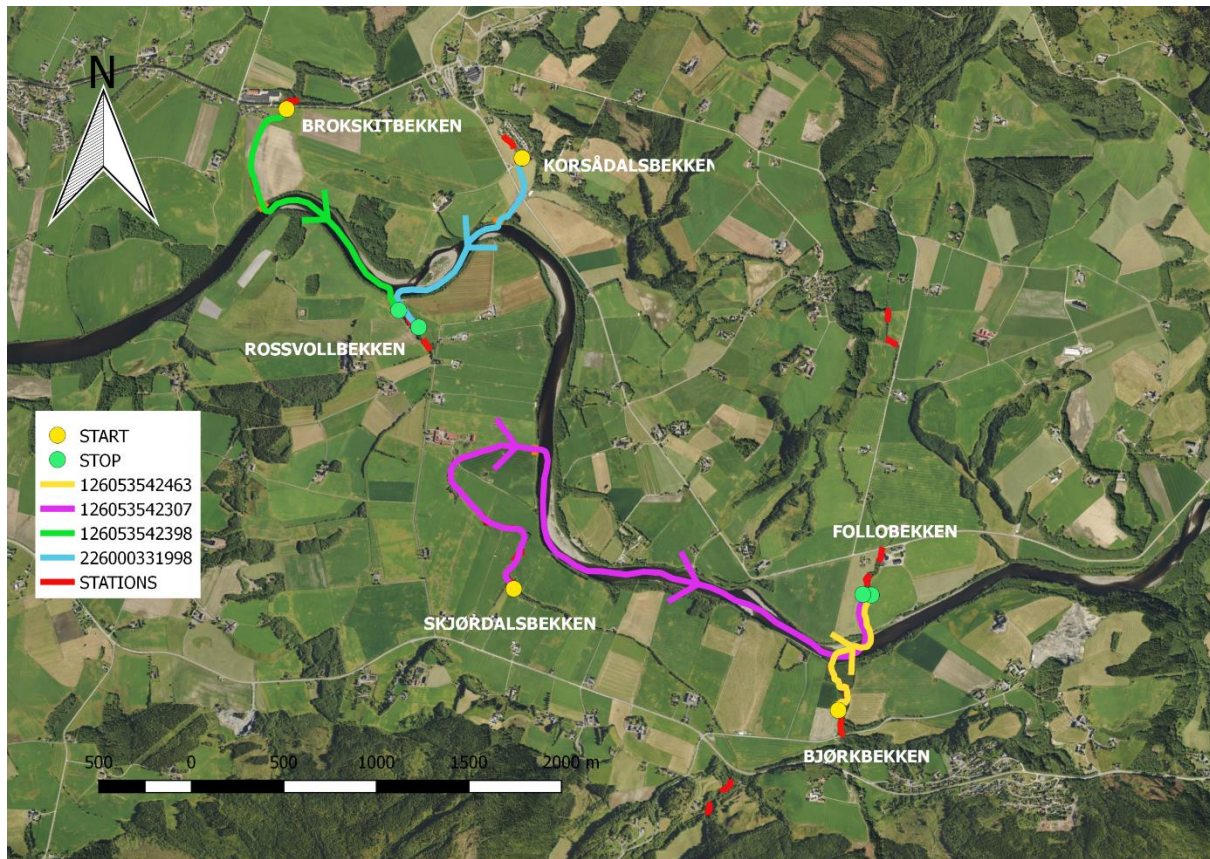 N
BROKSKITBEKKEN
KORSÅDALSBEKKEN
ROSSVOLLBEKKEN
START
STOP
126053542463
126053542307
126053542398
226000331998
STATIONS
FOLLOBEKKEN
SKJØRDALSBEKKEN
BJØRKBEKKEN
500 0 500 1000 1500 2000 m